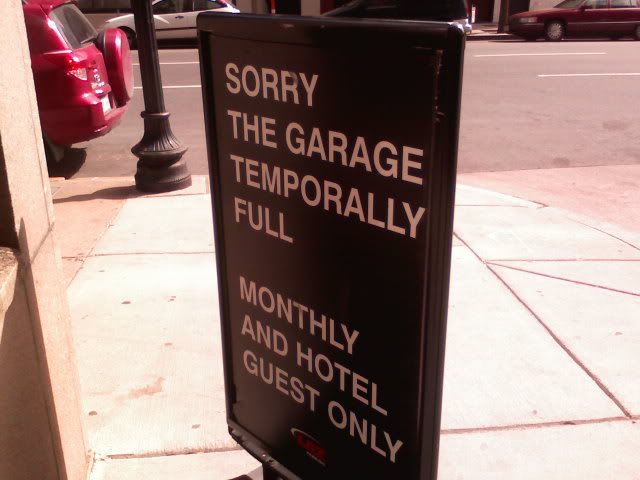 SORRY
THE GARAGE
TEMPORALLY
FULL
MONTHLY
AND HOTEL
GUEST ONLY